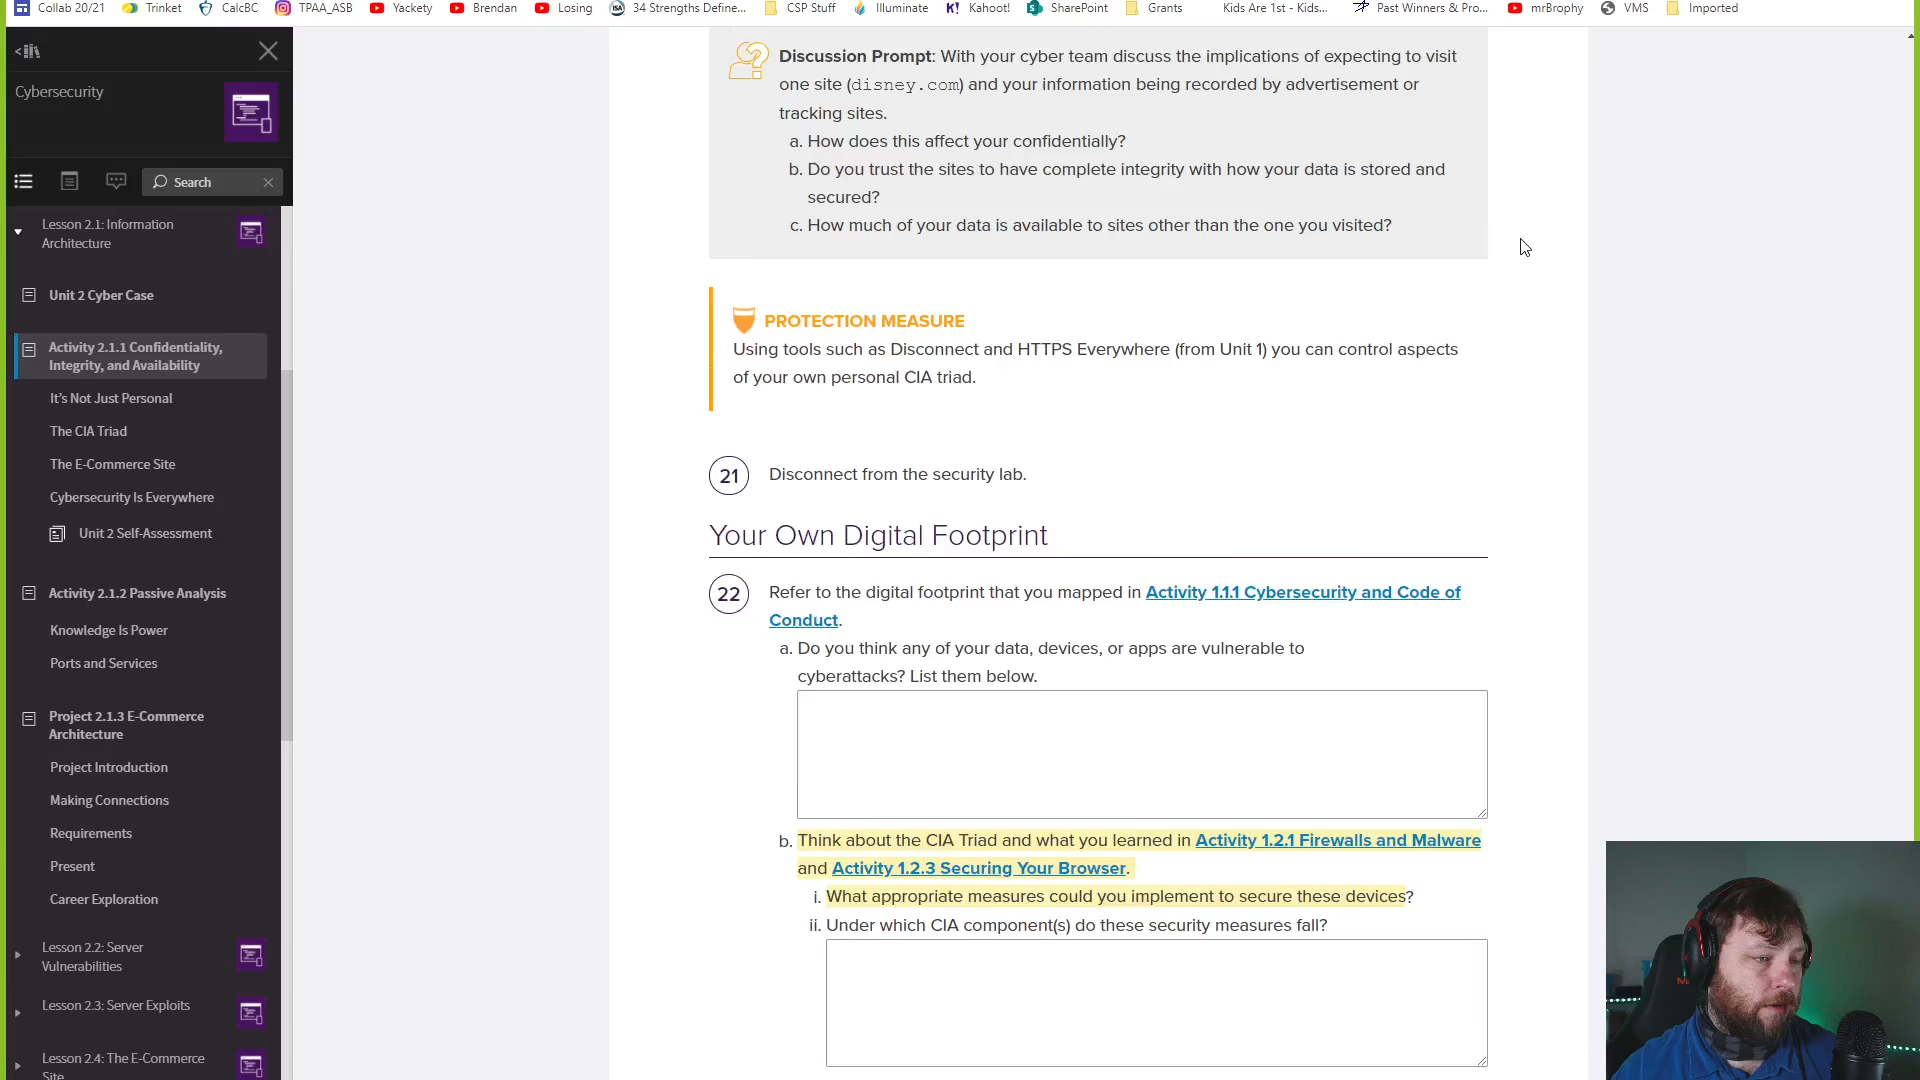 Collab 20/21 Trinket CalcBC TPAA_ASB Yackety Brendan Losing 34 Strengths Define... CSP Stuff Illuminate Kahoot! SharePoint Grants Kids Are 1st - Kids... Past Winners & Pro... mrBrophy VMS Imported
Cybersecurity
Search
Lesson 2.1: Information
Architecture
Unit 2 Cyber Case
Activity 2.1.1 Confidentiality,
Integrity, and Availability
It's Not Just Personal
The CIA Triad
The E-Commerce Site
Cybersecurity Is Everywhere
Unit 2 Self-Assessment
Activity 2.1.2 Passive Analysis
Knowledge Is Power
Ports and Services
Project 2.1.3 E-Commerce
Architecture
Project Introduction
Making Connections
Requirements
Present
Career Exploration
Lesson 2.2: Server
Vulnerabilities
Lesson 2.3: Server Exploits
Lesson 2.4: The E-Commerce
Site
Discussion Prompt: With your cyber team discuss the implications of expecting to visit
one site (disney.com) and your information being recorded by advertisement or
tracking sites.
a. How does this affect your confidentially?
b. Do you trust the sites to have complete integrity with how your data is stored and
secured?
c. How much of your data is available to sites other than the one you visited?
PROTECTION MEASURE
Using tools such as Disconnect and HTTPS Everywhere (from Unit 1) you can control aspects
of your own personal CIA triad.
21 Disconnect from the security lab.
Your Own Digital Footprint
22 Refer to the digital footprint that you mapped in Activity 1.1.1 Cybersecurity and Code of
Conduct.
a. Do you think any of your data, devices, or apps are vulnerable to
cyberattacks? List them below.
b. Think about the CIA Triad and what you learned in Activity 1.2.1 Firewalls and Malware
and Activity 1.2.3 Securing Your Browser.
i. What appropriate measures could you implement to secure these devices?
ii. Under which CIA component(s) do these security measures fall?